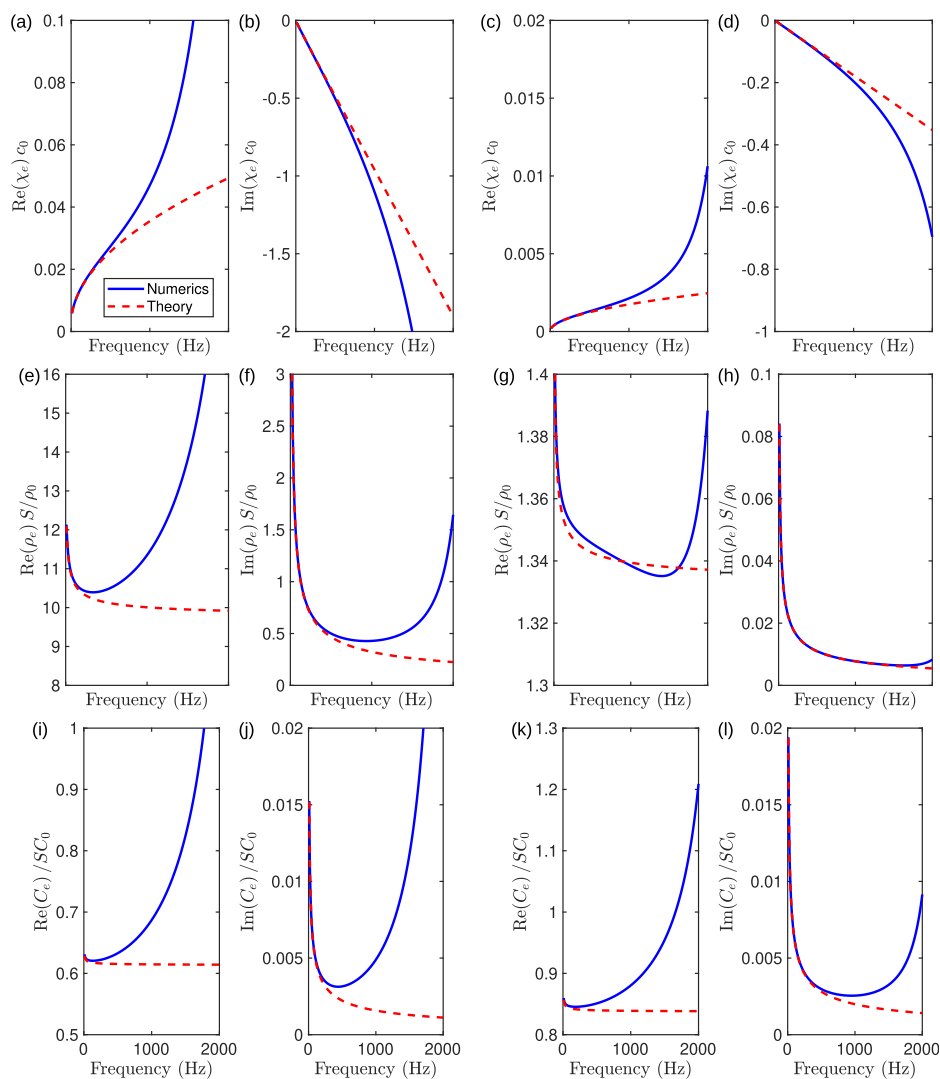 (a)
Re(χe) c0
0.1
0.08
0.06
0.04
0.02
0
Numerics
Theory
Frequency (Hz)
(b)
Im(χe) c0
0
-0.5
-1
-1.5
-2
Frequency (Hz)
(c)
Re(χe) c0
0.02
0.015
0.01
0.005
0
Frequency (Hz)
(d)
Im(χe) c0
0
-0.2
-0.4
-0.6
-0.8
-1
Frequency (Hz)
(e)
Re(ρe) S/ρ0
16
15
14
13
12
11
10
9
8
Frequency (Hz)
(f)
Im(ρe) S/ρ0
3
2.5
2
1.5
1
0.5
0
Frequency (Hz)
(g)
Re(ρe) S/ρ0
1.4
1.38
1.36
1.34
1.32
1.3
Frequency (Hz)
(h)
Im(ρe) S/ρ0
0.1
0.08
0.06
0.04
0.02
0
Frequency (Hz)
(i)
Re(Ce) /SC0
1
0.9
0.8
0.7
0.6
0.5
0 1000 2000
Frequency (Hz)
(j)
Im(Ce) /SC0
0.02
0.015
0.01
0.005
0
0 1000 2000
Frequency (Hz)
(k)
Re(Ce) /SC0
1.3
1.2
1.1
1
0.9
0.8
0 1000 2000
Frequency (Hz)
(l)
Im(Ce) /SC0
0.02
0.015
0.01
0.005
0
0 1000 2000
Frequency (Hz)